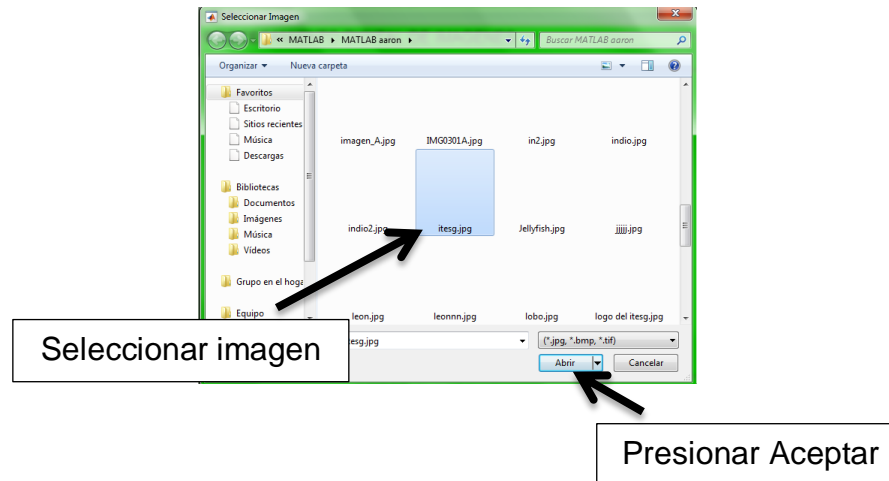 Seleccionar Imagen
« MATLAB ▸ MATLAB aaron ▸
Buscar MATLAB aaron
Organizar ▾ Nueva carpeta
Favoritos
Escritorio
Sitios recientes
Música
Descargas
Bibliotecas
Documentos
Imágenes
Música
Vídeos
Grupo en el hoga
Equipo
imagen_A.jpg IMG0301A.jpg in2.jpg indio.jpg
indio2.jpg itesg.jpg Jellyfish.jpg jjjjj.jpg
leon.jpg leonnn.jpg lobo.jpg logo del itesg.jpg
tesg.jpg (*.jpg, *.bmp, *.tif)
Abrir Cancelar
Seleccionar imagen
Presionar Aceptar